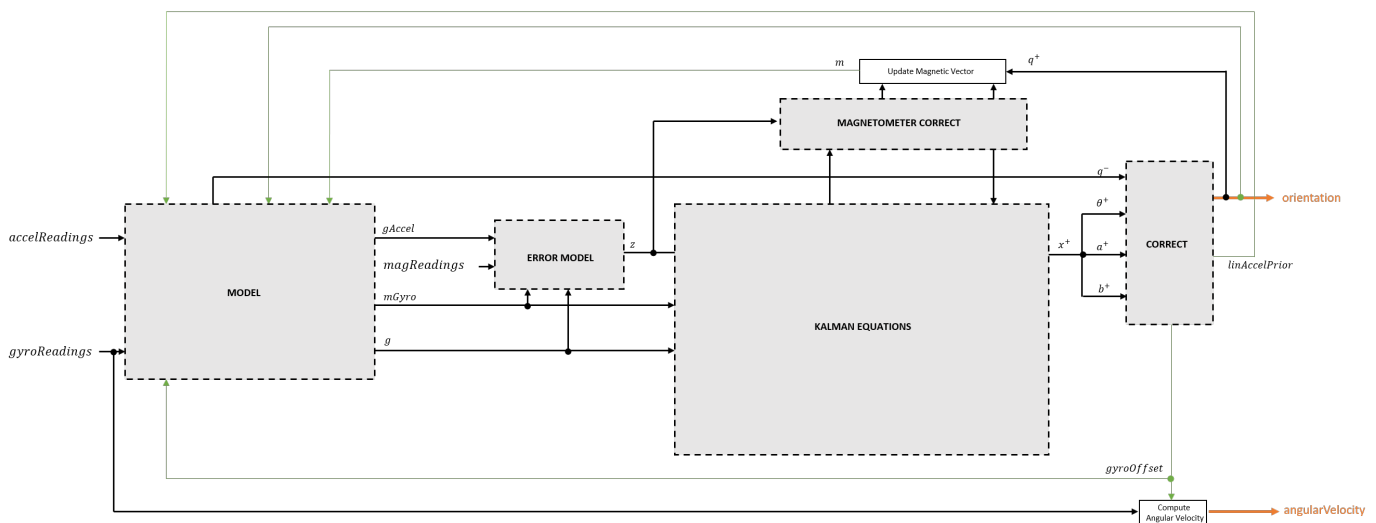 m
Update Magnetic Vector
q⁺
MAGNETOMETER CORRECT
q⁻
orientation
θ⁺
accelReadings
gAccel
z
x⁺
a⁺
CORRECT
ERROR MODEL
magReadings
linAccelPrior
MODEL
mGyro
b⁺
KALMAN EQUATIONS
g
gyroReadings
gyroOffset
Compute
Angular Velocity
angularVelocity